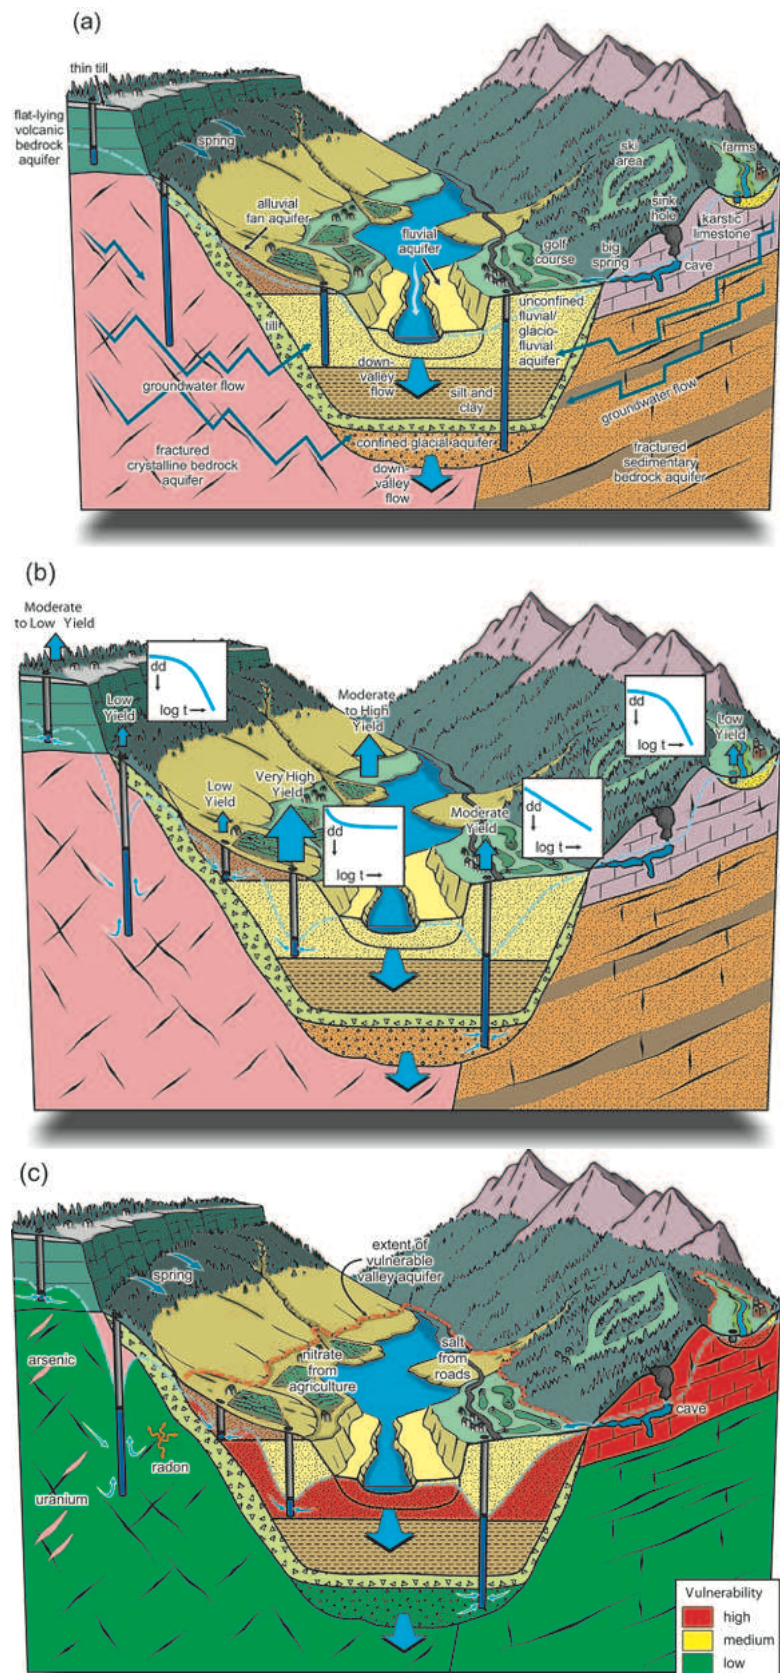 (a)
thin till
flat-lying
volcanic
bedrock
aquifer
spring
alluvial
fan aquifer
fluvial
aquifer
ski
area
farms
sink
hole
karstic
limestone
golf
course
big
spring
cave
till
unconfined
fluvial/
glacio-
fluvial
aquifer
down-
valley flow
silt and
clay
groundwater flow
groundwater flow
confined glacial aquifer
fractured
crystalline bedrock
aquifer
down-
valley
flow
fractured
sedimentary
bedrock aquifer
(b)
Moderate
to Low Yield
dd
log t
Low
Yield
Moderate
to High
Yield
dd
log t
Low
Yield
Low
Yield
Very High
Yield
dd
log t
Moderate
Yield
dd
log t
(c)
extent of
vulnerable
valley aquifer
spring
arsenic
nitrate
from
agriculture
salt
from
roads
cave
radon
uranium
Vulnerability
high
medium
low